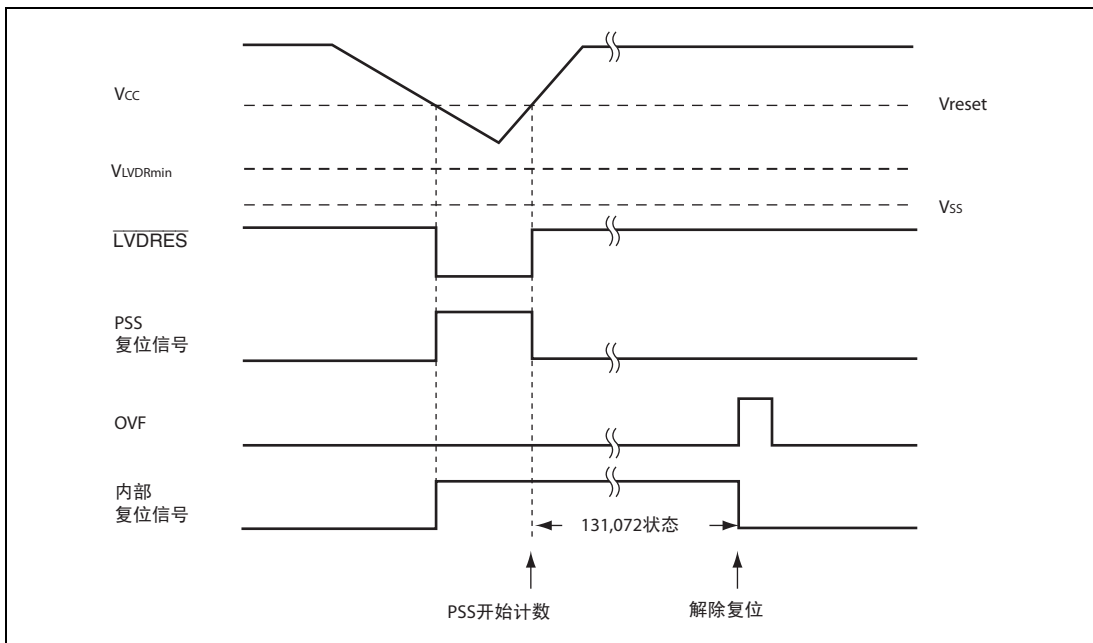 Vcc
Vreset
VLVDRmin
Vss
LVDRES
PSS
复位信号
OVF
内部
复位信号
131,072状态
PSS开始计数
解除复位